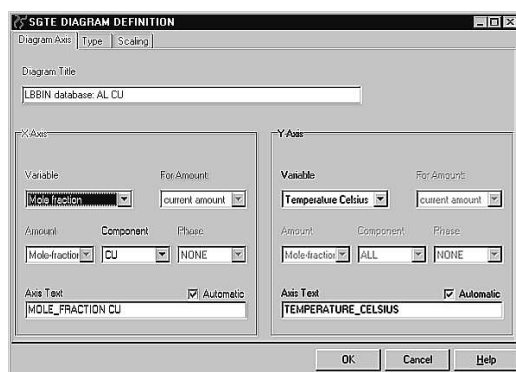 SGTE DIAGRAM DEFINITION
Diagram Axis Type Scaling
Diagram Title
LBBIN database: AL CU
X-Axis
Variable For Amount:
Mole fraction current amount
Amount Component Phase
Mole-fraction CU NONE
Axis Text Automatic
MOLE_FRACTION CU
Y-Axis
Variable For Amount:
Temperature Celsius current amount
Amount Component Phase
Mole-fraction ALL NONE
Axis Text Automatic
TEMPERATURE_CELSIUS
OK Cancel Help